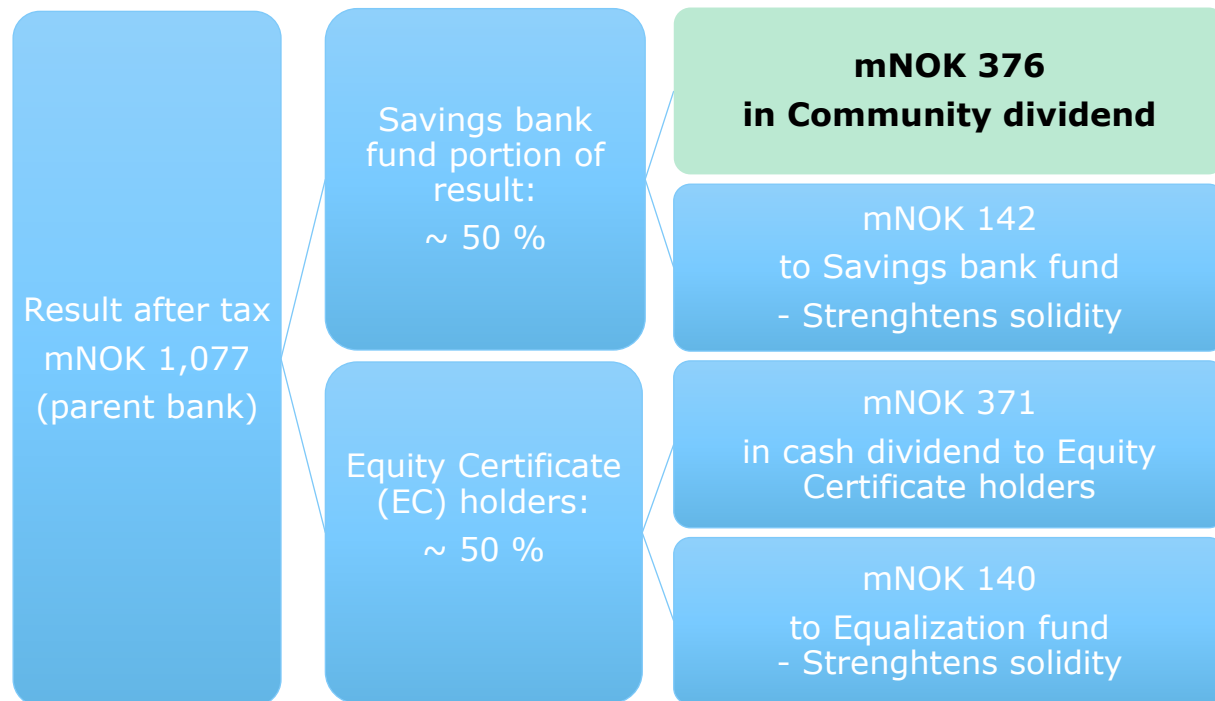 Result after tax
mNOK 1,077
(parent bank)
Savings bank
fund portion of
result:
~ 50 %
mNOK 376
in Community dividend
mNOK 142
to Savings bank fund
- Strenghtens solidity
Equity Certificate
(EC) holders:
~ 50 %
mNOK 371
in cash dividend to Equity
Certificate holders
mNOK 140
to Equalization fund
- Strenghtens solidity